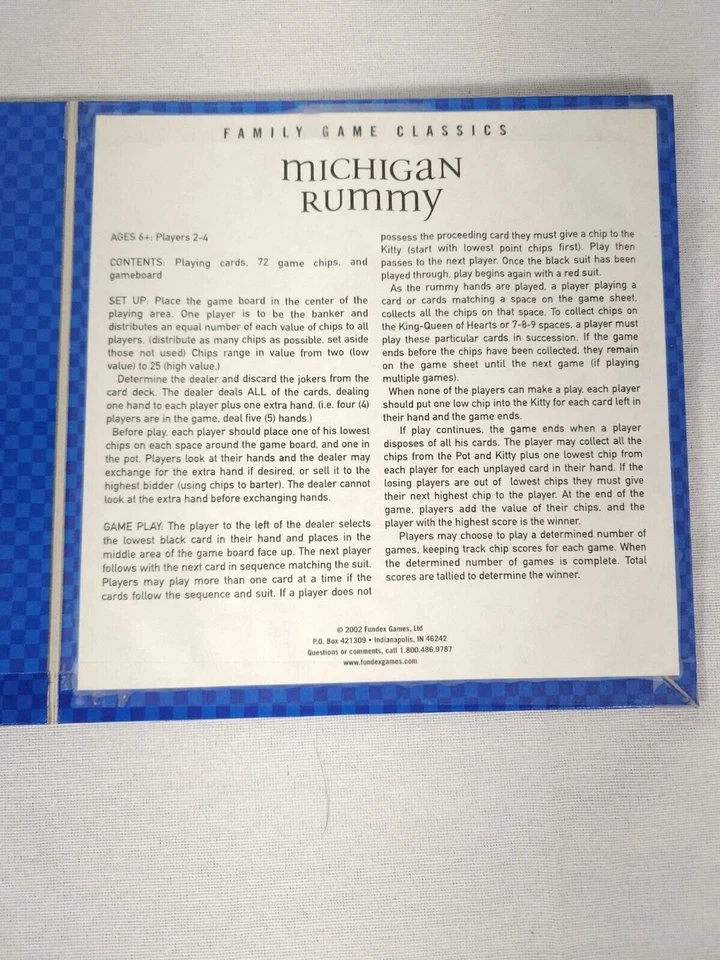 FAMILY GAME CLASSICS
MICHIGAN
RUMMY
AGES 6+: Players 2-4
CONTENTS: Playing cards, 72 game chips, and
gameboard
SET UP: Place the game board in the center of the
playing area. One player is to be the banker and
distributes an equal number of each value of chips to all
players. (distribute as many chips as possible, set aside
those not used) Chips range in value from two (low
value) to 25 (high value.)
Determine the dealer and discard the jokers from the
card deck. The dealer deals ALL of the cards, dealing
one hand to each player plus one extra hand. (i.e. four (4)
players are in the game, deal five (5) hands.)
Before play, each player should place one of his lowest
chips on each space around the game board, and one in
the pot. Players look at their hands and the dealer may
exchange for the extra hand if desired, or sell it to the
highest bidder (using chips to barter). The dealer cannot
look at the extra hand before exchanging hands.
GAME PLAY: The player to the left of the dealer selects
the lowest black card in their hand and places in the
middle area of the game board face up. The next player
follows with the next card in sequence matching the suit.
Players may play more than one card at a time if the
cards follow the sequence and suit. If a player does not
possess the proceeding card they must give a chip to the
Kitty (start with lowest point chips first). Play then
passes to the next player. Once the black suit has been
played through, play begins again with a red suit.
As the rummy hands are played, a player playing a
card or cards matching a space on the game sheet,
collects all the chips on that space. To collect chips on
the King-Queen of Hearts or 7-8-9 spaces, a player must
play these particular cards in succession. If the game
ends before the chips have been collected, they remain
on the game sheet until the next game (if playing
multiple games).
When none of the players can make a play, each player
should put one low chip into the Kitty for each card left in
their hand and the game ends.
If play continues, the game ends when a player
disposes of all his cards. The player may collect all the
chips from the Pot and Kitty plus one lowest chip from
each player for each unplayed card in their hand. If the
losing players are out of lowest chips they must give
their next highest chip to the player. At the end of the
game, players add the value of their chips, and the
player with the highest score is the winner.
Players may choose to play a determined number of
games, keeping track chip scores for each game. When
the determined number of games is complete. Total
scores are tallied to determine the winner.
© 2002 Fundex Games, Ltd
P.O. Box 421309 • Indianapolis, IN 46242
Questions or comments, call 1.800.486.9787
www.fundexgames.com